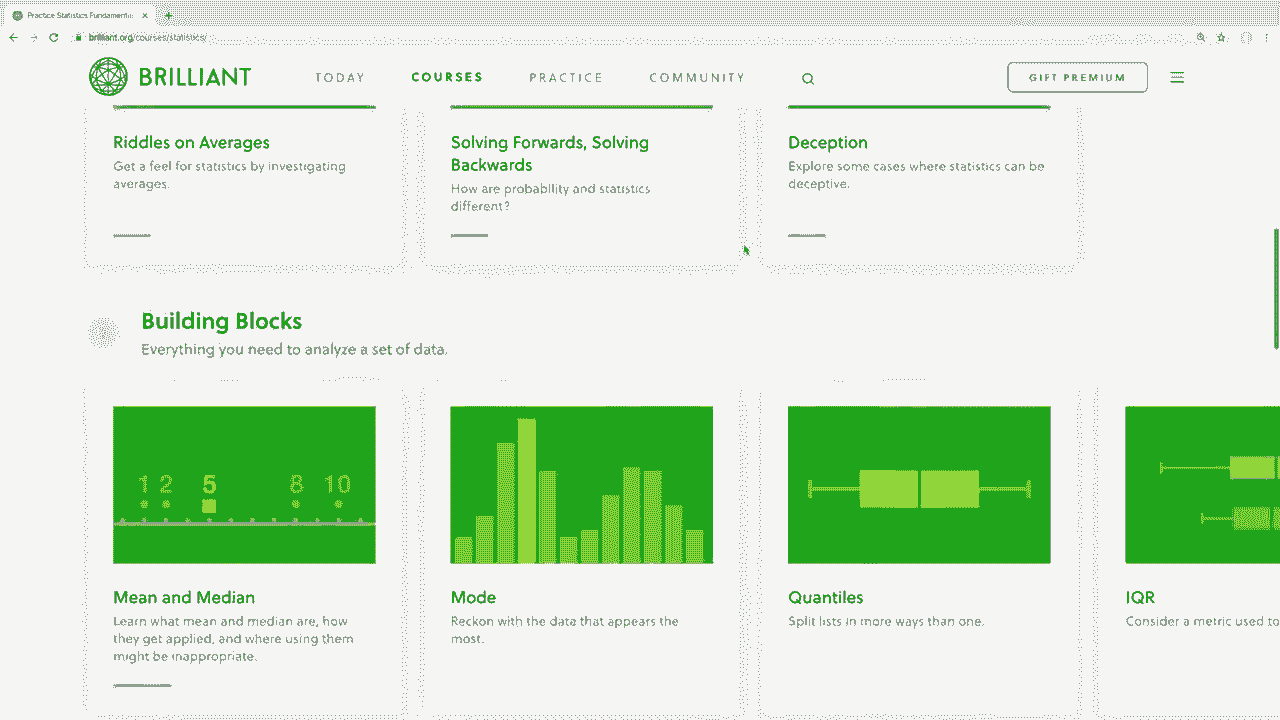 Practice Statistics Fundamentals
brilliant.org/courses/statistics/
BRILLIANT
TODAY
COURSES
PRACTICE
COMMUNITY
GIFT PREMIUM
Riddles on Averages
Get a feel for statistics by investigating
averages.
Solving Forwards, Solving
Backwards
How are probability and statistics
different?
Deception
Explore some cases where statistics can be
deceptive.
Building Blocks
Everything you need to analyze a set of data.
1 2 5 8 10
Mean and Median
Learn what mean and median are, how
they get applied, and where using them
might be inappropriate.
Mode
Reckon with the data that appears the
most.
Quantiles
Split lists in more ways than one.
IQR
Consider a metric used to